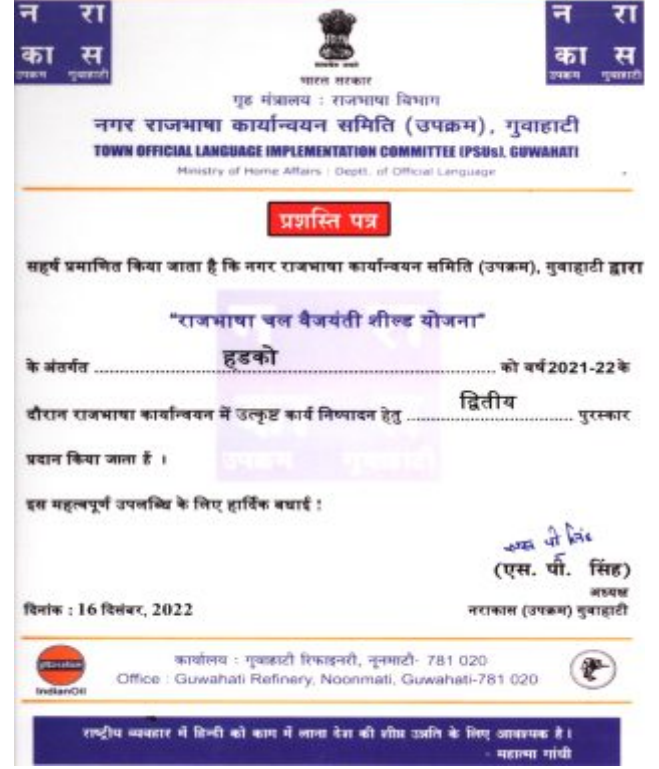 न रा
का स
उपक्रम गुवाहाटी
न रा
का स
उपक्रम गुवाहाटी
भारत सरकार
गृह मंत्रालय : राजभाषा विभाग
नगर राजभाषा कार्यान्वयन समिति (उपक्रम), गुवाहाटी
TOWN OFFICIAL LANGUAGE IMPLEMENTATION COMMITTEE (PSUs), GUWAHATI
Ministry of Home Affairs : Deptt. of Official Language
प्रशस्ति पत्र
सहर्ष प्रमाणित किया जाता है कि नगर राजभाषा कार्यान्वयन समिति (उपक्रम), गुवाहाटी द्वारा
"राजभाषा चल वैजयंती शील्ड योजना"
के अंतर्गत हडको को वर्ष 2021-22 के
दौरान राजभाषा कार्यान्वयन में उत्कृष्ट कार्य निष्पादन हेतु द्वितीय पुरस्कार
प्रदान किया जाता है ।
इस महत्वपूर्ण उपलब्धि के लिए हार्दिक बधाई !
(एस. पी. सिंह)
अध्यक्ष
दिनांक : 16 दिसंबर, 2022 नराकास (उपक्रम) गुवाहाटी
IndianOil
कार्यालय : गुवाहाटी रिफाइनरी, नूनमाटी- 781 020
Office : Guwahati Refinery, Noonmati, Guwahati-781 020
राष्ट्रीय व्यवहार में हिन्दी को काम में लाना देश की शीघ्र उन्नति के लिए आवश्यक है।
- महात्मा गांधी